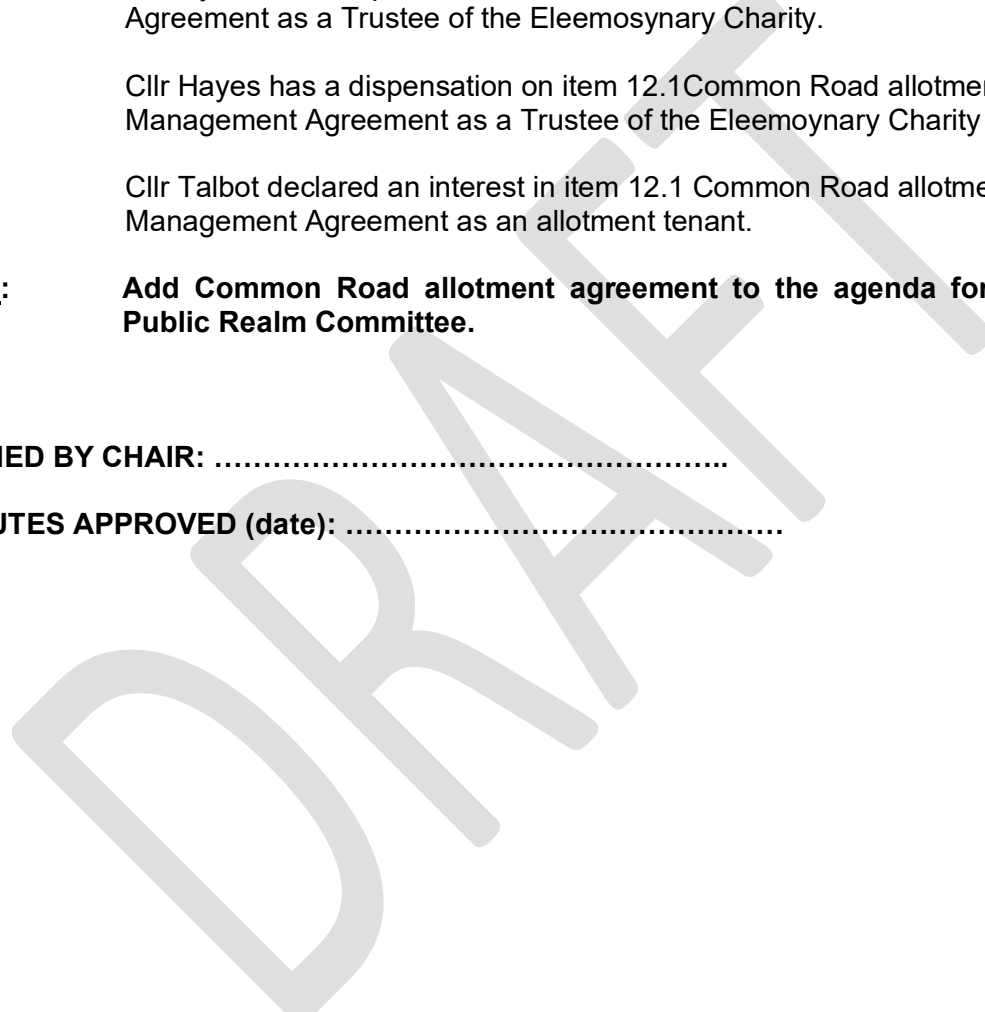 Agreement as a Trustee of the Eleemosynary Charity.
Cllr Hayes has a dispensation on item 12.1Common Road allotme
Management Agreement as a Trustee of the Eleemoynary Charity
Cllr Talbot declared an interest in item 12.1 Common Road allotme
Management Agreement as an allotment tenant.
: Add Common Road allotment agreement to the agenda for
Public Realm Committee.
NED BY CHAIR: …………………………………………………..
UTES APPROVED (date): ………………………………………
DRAFT